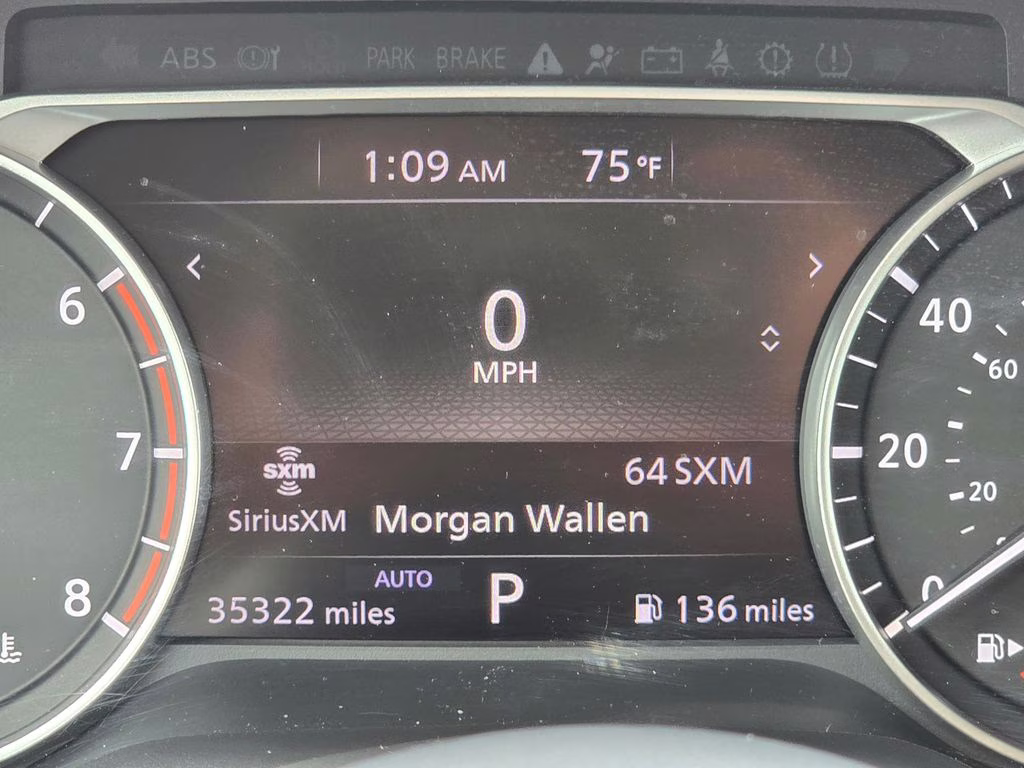 ABS PARK BRAKE
1:09 AM 75°F
0
MPH
sxm 64 SXM
SiriusXM Morgan Wallen
AUTO
35322 miles P 136 miles
6
7
8
40
60
20
20
0